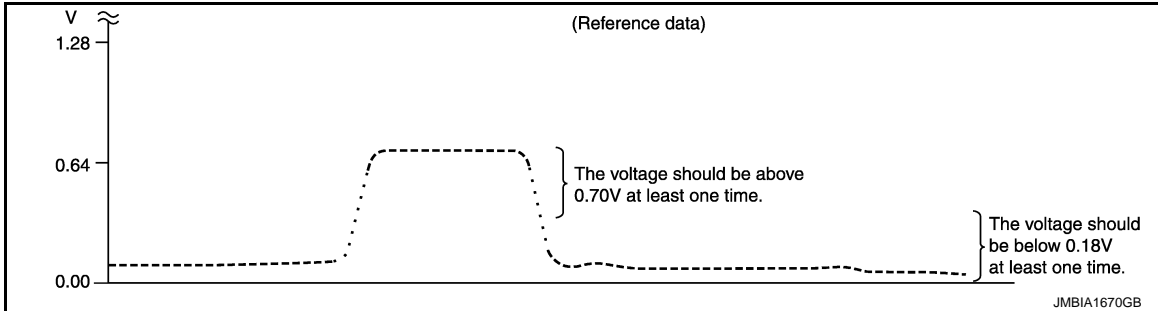 V
(Reference data)
1.28
0.64
The voltage should be above
0.70V at least one time.
The voltage should
be below 0.18V
at least one time.
0.00
JMBIA1670GB